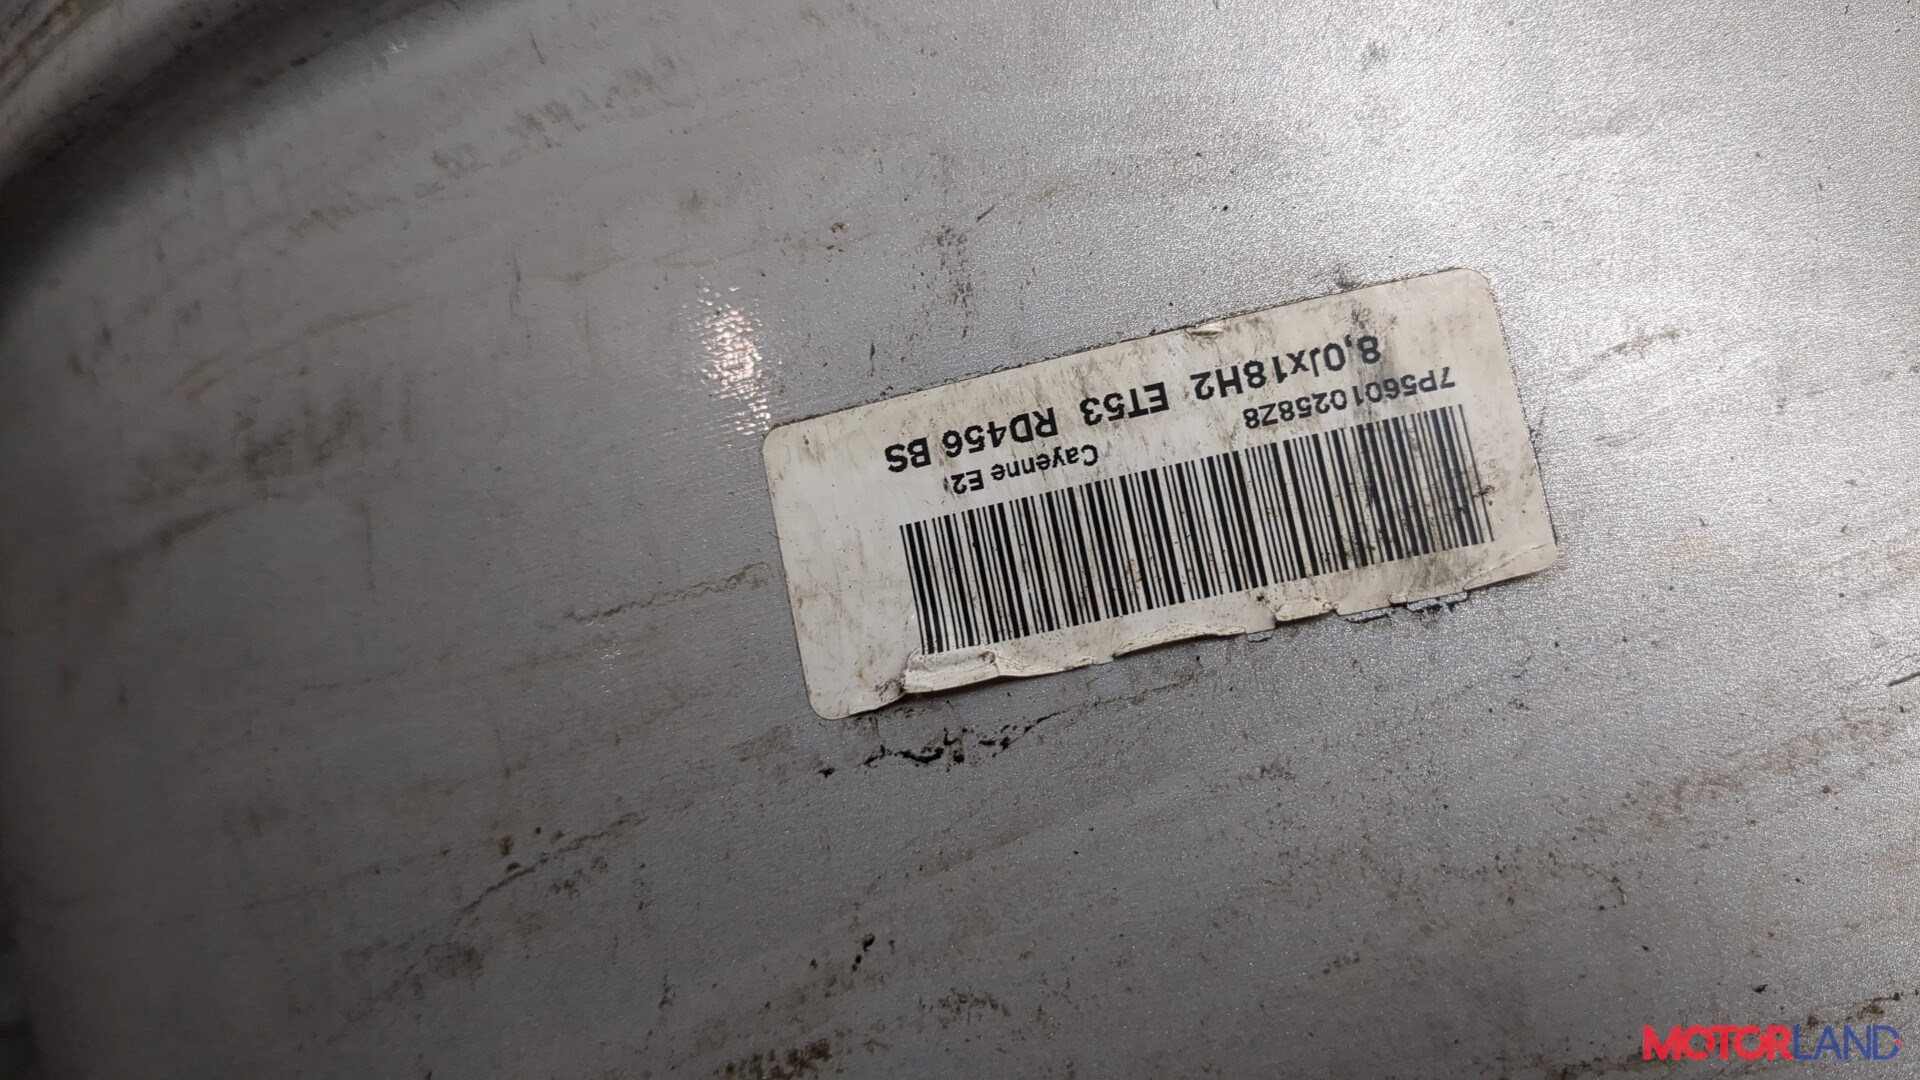 8,0Jx18H2 ET53 RD456 BS
7P56010258Z8
Cayenne E2
MOTORLAND